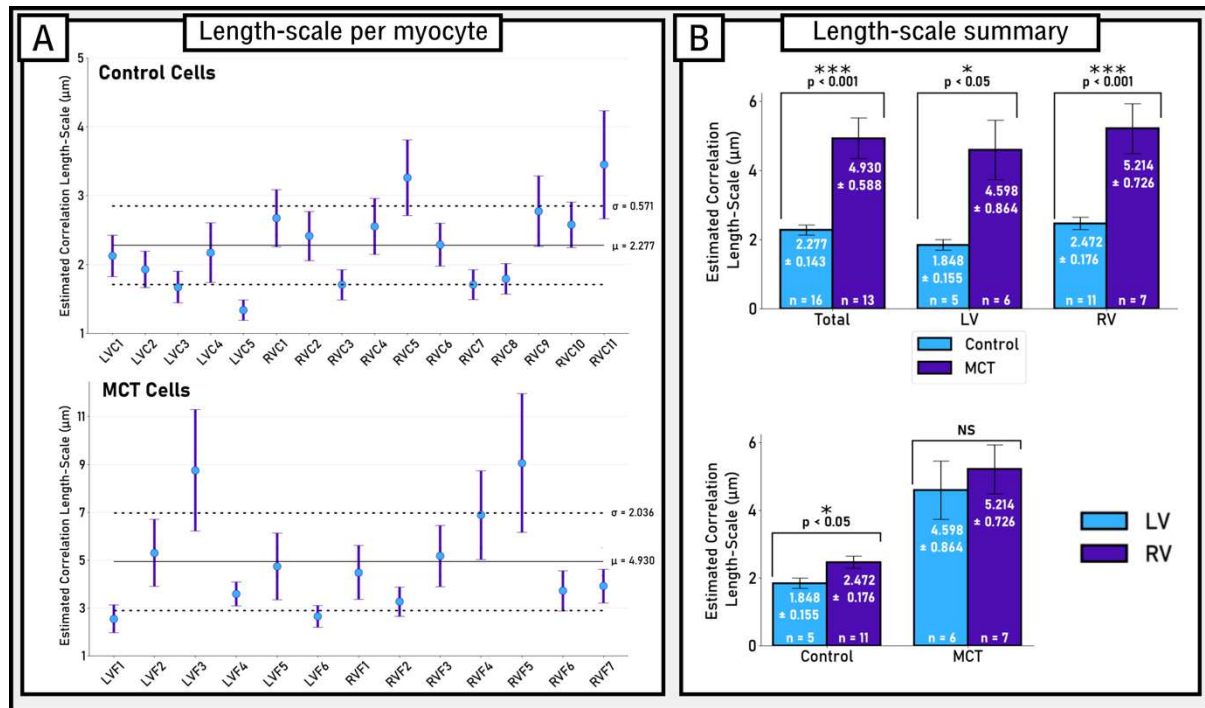 A
Length-scale per myocyte
Control Cells
Estimated Correlation Length-Scale (μm)
5
4
3
2
1
σ = 0.571
μ = 2.277
LVC1
LVC2
LVC3
LVC4
LVC5
RVC1
RVC2
RVC3
RVC4
RVC5
RVC6
RVC7
RVC8
RVC9
RVC10
RVC11
MCT Cells
Estimated Correlation Length-Scale (μm)
11
9
7
5
3
1
σ = 2.036
μ = 4.930
LVF1
LVF2
LVF3
LVF4
LVF5
LVF6
RVF1
RVF2
RVF3
RVF4
RVF5
RVF6
RVF7
B
Length-scale summary
Estimated Correlation
Length-Scale (μm)
6
4
2
0
***
p < 0.001
*
p < 0.05
***
p < 0.001
2.277
± 0.143
n = 16
4.930
± 0.588
n = 13
1.848
± 0.155
n = 5
4.598
± 0.864
n = 6
2.472
± 0.176
n = 11
5.214
± 0.726
n = 7
Total
LV
RV
Control
MCT
Estimated Correlation
Length-Scale (μm)
6
4
2
0
*
p < 0.05
NS
1.848
± 0.155
n = 5
2.472
± 0.176
n = 11
4.598
± 0.864
n = 6
5.214
± 0.726
n = 7
Control
MCT
LV
RV